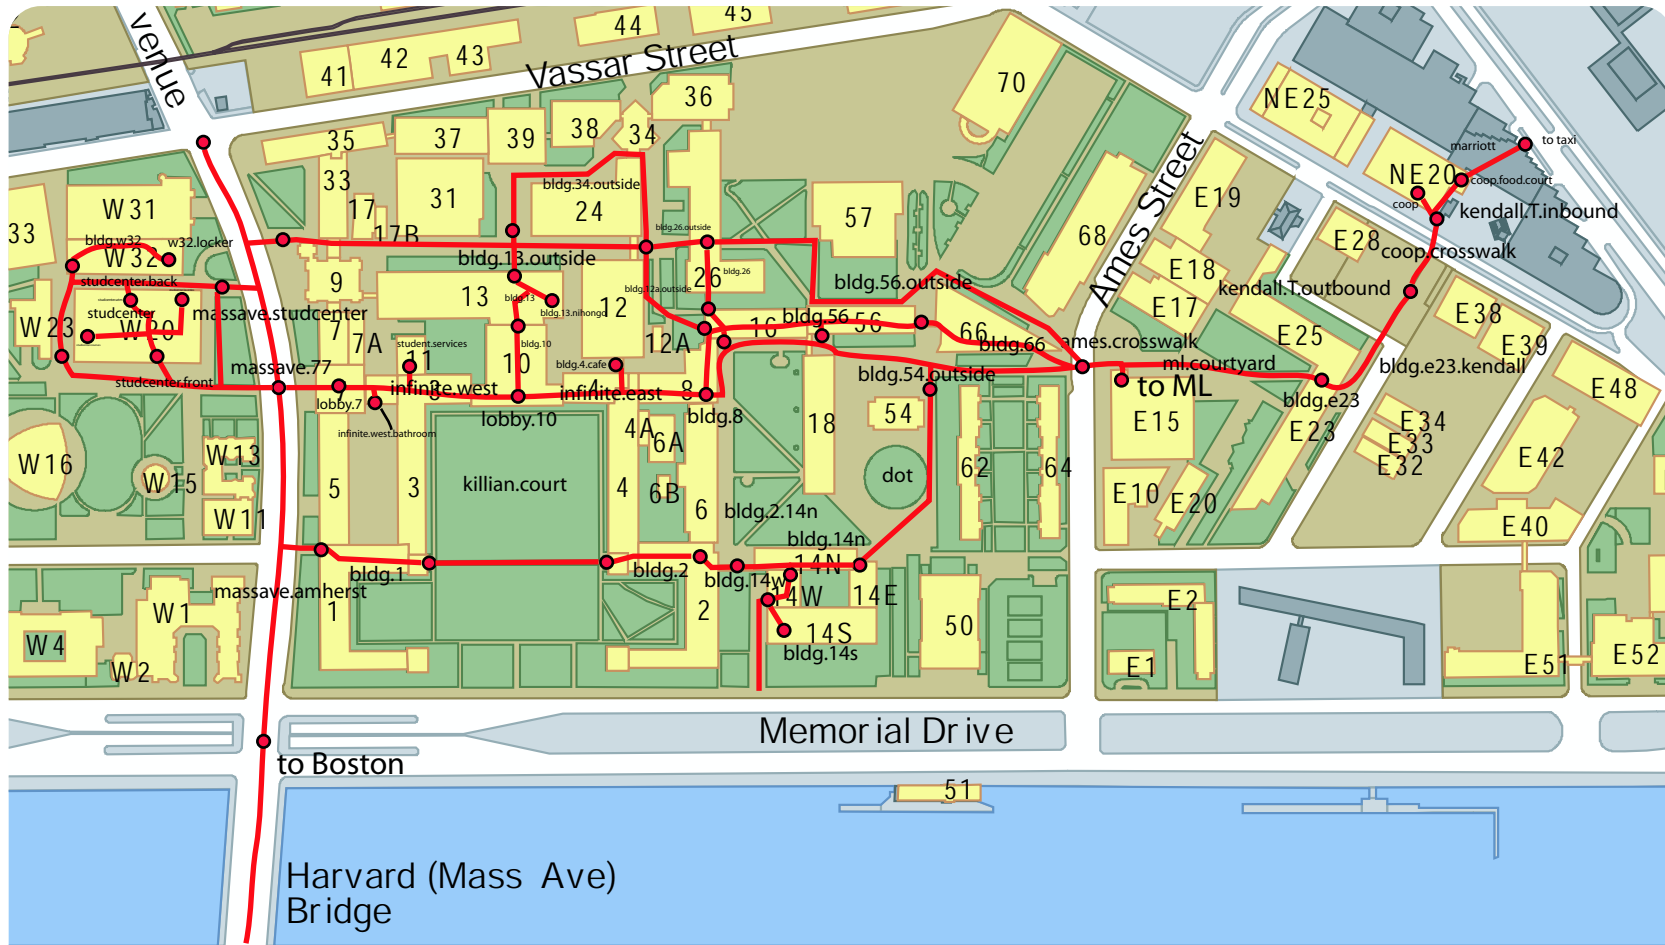 45
44
43
42
41
Vassar Street
venue
70
NE25
36
38
34
39
37
35
marriott
to taxi
NE20
coop.food.court
coop
kendall.T.inbound
33
17
31
bldg.34.outside
24
57
68
Ames Street
E19
E28
coop.crosswalk
W31
33
bldg.w32
w32.locker
W32
17B
bldg.26.outside
bldg.13.outside
E18
studcenter.back
9
13
26
bldg.26
bldg.12a.outside
bldg.56.outside
kendall.T.outbound
bldg.13
bldg.13.nihongo
12
E17
E38
studcenter
massave.studcenter
W23
W20
7
7A
student.services
11
10
bldg.10
12A
16
bldg.56
56
66
bldg.66
ames.crosswalk
E25
E39
massave.77
bldg.4.cafe
ml.courtyard
bldg.e23.kendall
studcenter.front
infinite.west
3
4
infinite.east
8
bldg.54.outside
to ML
E48
lobby.7
7
lobby.10
bldg.8
bldg.e23
infinite.west.bathroom
18
54
E15
E23
E34
E33
E32
4A
6A
W16
W13
W15
W11
5
3
killian.court
4
6B
6
dot
62
64
E10
E20
E42
bldg.2.14n
E40
bldg.14n
14N
bldg.1
bldg.2
bldg.14w
14W
14E
massave.amherst
1
2
W1
W4
W2
14S
bldg.14s
50
E2
E1
E51
E52
Memorial Drive
to Boston
51
Harvard (Mass Ave)
Bridge